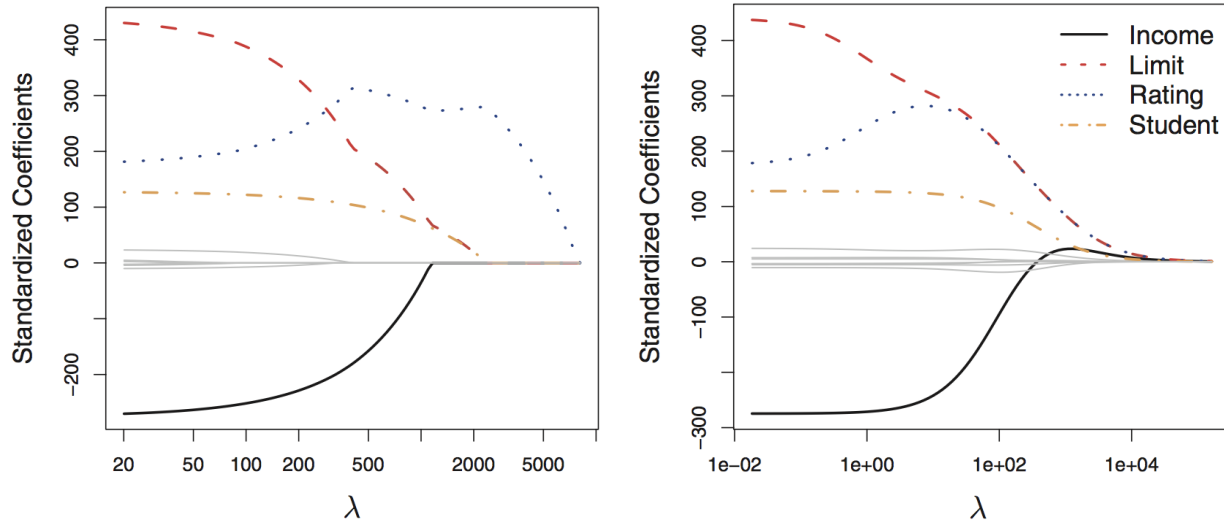 Standardized Coefficients
400
300
200
100
0
-200
20 50 100 200 500 2000 5000
λ
Standardized Coefficients
400
300
200
100
0
-100
-300
1e-02 1e+00 1e+02 1e+04
λ
Income
Limit
Rating
Student